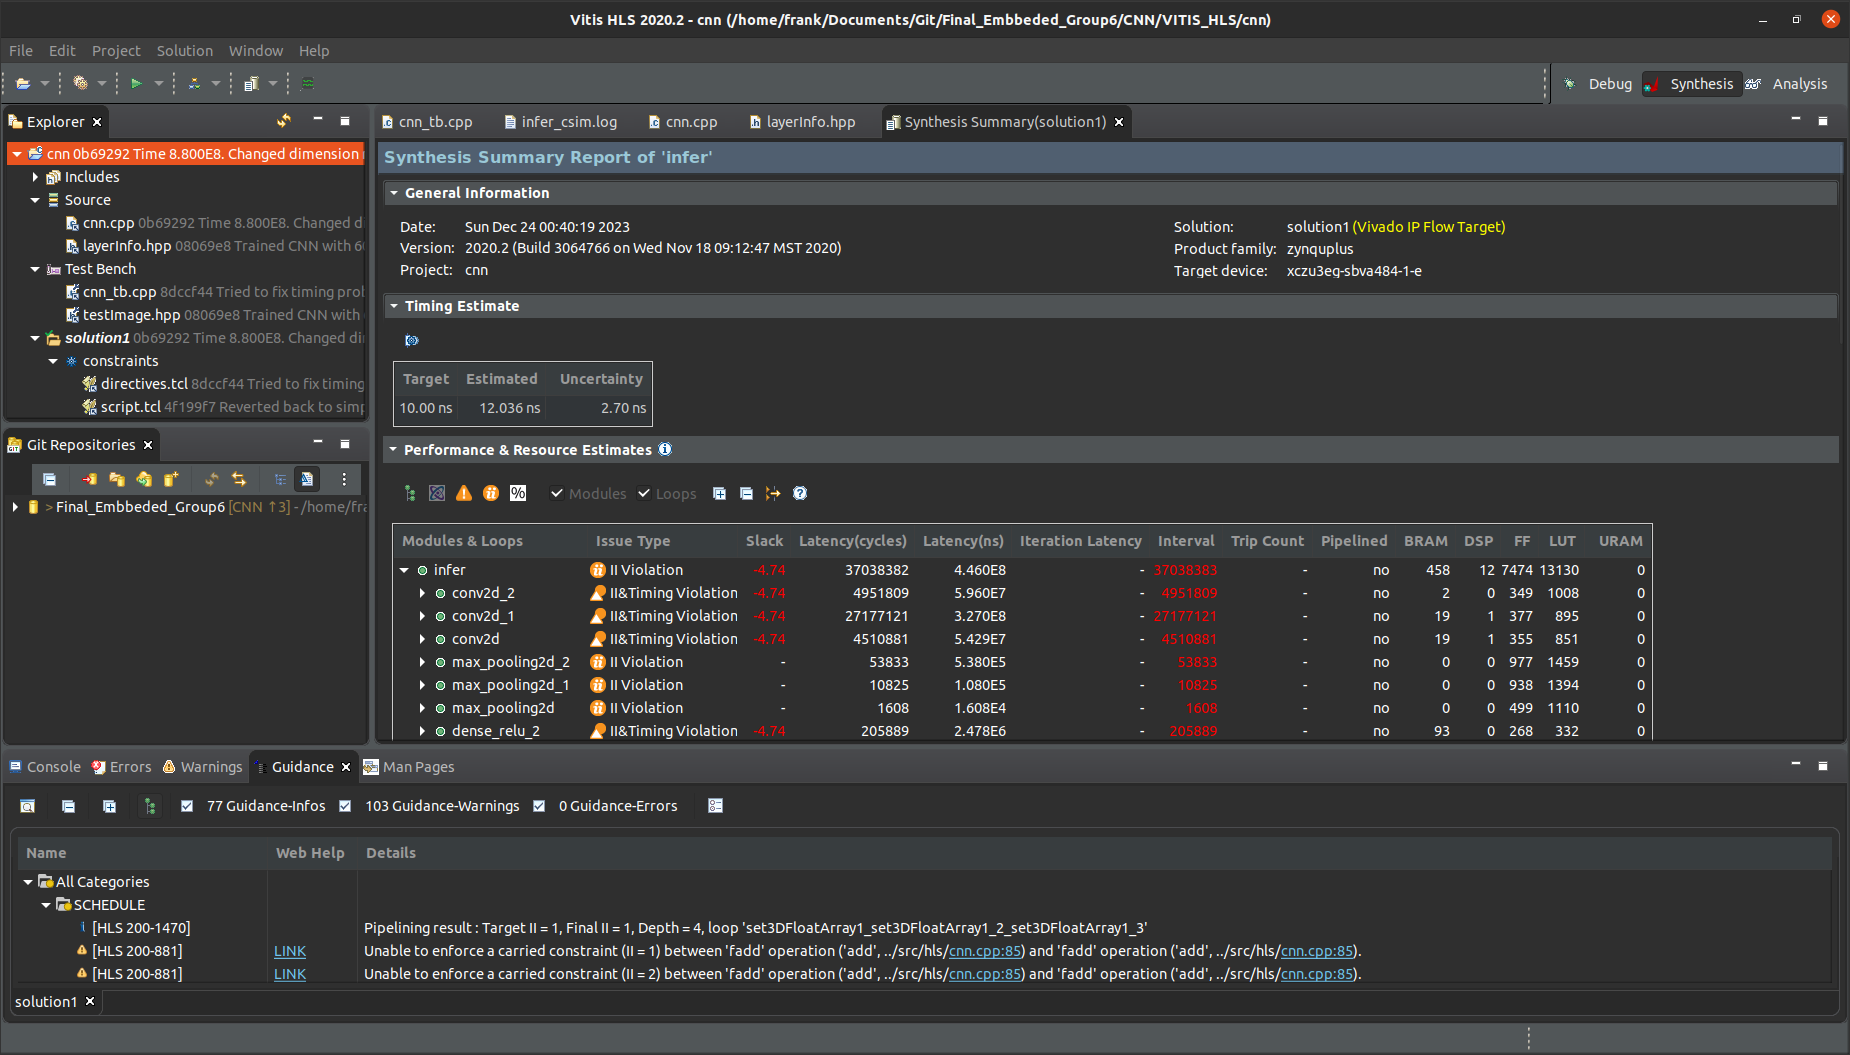 Vitis HLS 2020.2 - cnn (/home/frank/Documents/Git/Final_Embbeded_Group6/CNN/VITIS_HLS/cnn)
File Edit Project Solution Window Help
Debug Synthesis Analysis
Explorer
cnn 0b69292 Time 8.800E8. Changed dimension
Includes
Source
cnn.cpp 0b69292 Time 8.800E8. Changed d
layerInfo.hpp 08069e8 Trained CNN with 6
Test Bench
cnn_tb.cpp 8dccf44 Tried to fix timing pro
testImage.hpp 08069e8 Trained CNN with
solution1 0b69292 Time 8.800E8. Changed di
constraints
directives.tcl 8dccf44 Tried to fix timing
script.tcl 4f199f7 Reverted back to simp
Git Repositories
> Final_Embbeded_Group6 [CNN ↑3] - /home/fra
cnn_tb.cpp infer_csim.log cnn.cpp layerInfo.hpp Synthesis Summary(solution1)
Synthesis Summary Report of 'infer'
General Information
Date: Sun Dec 24 00:40:19 2023
Version: 2020.2 (Build 3064766 on Wed Nov 18 09:12:47 MST 2020)
Project: cnn
Solution: solution1 (Vivado IP Flow Target)
Product family: zynquplus
Target device: xczu3eg-sbva484-1-e
Timing Estimate
Target Estimated Uncertainty
10.00 ns 12.036 ns 2.70 ns
Performance & Resource Estimates
% Modules Loops
Modules & Loops Issue Type Slack Latency(cycles) Latency(ns) Iteration Latency Interval Trip Count Pipelined BRAM DSP FF LUT URAM
infer II Violation -4.74 37038382 4.460E8 - 37038383 - no 458 12 7474 13130 0
conv2d_2 II&Timing Violation -4.74 4951809 5.960E7 - 4951809 - no 2 0 349 1008 0
conv2d_1 II&Timing Violation -4.74 27177121 3.270E8 - 27177121 - no 19 1 377 895 0
conv2d II&Timing Violation -4.74 4510881 5.429E7 - 4510881 - no 19 1 355 851 0
max_pooling2d_2 II Violation - 53833 5.380E5 - 53833 - no 0 0 977 1459 0
max_pooling2d_1 II Violation - 10825 1.080E5 - 10825 - no 0 0 938 1394 0
max_pooling2d II Violation - 1608 1.608E4 - 1608 - no 0 0 499 1110 0
dense_relu_2 II&Timing Violation -4.74 205889 2.478E6 - 205889 - no 93 0 268 332 0
Console Errors Warnings Guidance Man Pages
77 Guidance-Infos 103 Guidance-Warnings 0 Guidance-Errors
Name Web Help Details
All Categories
SCHEDULE
[HLS 200-1470] Pipelining result : Target II = 1, Final II = 1, Depth = 4, loop 'set3DFloatArray1_set3DFloatArray1_2_set3DFloatArray1_3'
[HLS 200-881] LINK Unable to enforce a carried constraint (II = 1) between 'fadd' operation ('add', ../src/hls/cnn.cpp:85) and 'fadd' operation ('add', ../src/hls/cnn.cpp:85).
[HLS 200-881] LINK Unable to enforce a carried constraint (II = 2) between 'fadd' operation ('add', ../src/hls/cnn.cpp:85) and 'fadd' operation ('add', ../src/hls/cnn.cpp:85).
solution1